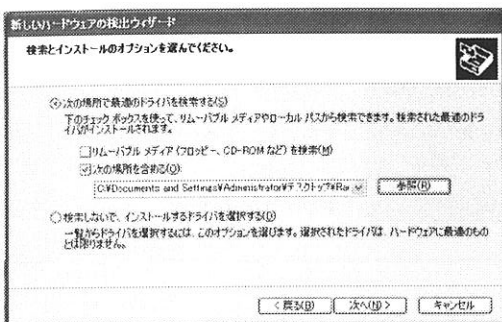 新しいハードウェアの検出ウィザード
検索とインストールのオプションを選んでください。
次の場所で最適のドライバを検索する(S)
下のチェック ボックスを使って、リムーバブル メディアやローカル パスから検索できます。検索された最適のドラ
イバがインストールされます。
リムーバブル メディア (フロッピー、CD-ROM など) を検索(M)
次の場所を含める(O):
C:¥Documents and Settings¥Administrator¥デスクトップ¥Ra
参照(R)
検索しないで、インストールするドライバを選択する(D)
一覧からドライバを選択するには、このオプションを選びます。選択されたドライバは、ハードウェアに最適のもの
とは限りません。
< 戻る(B) 次へ(N) > キャンセル